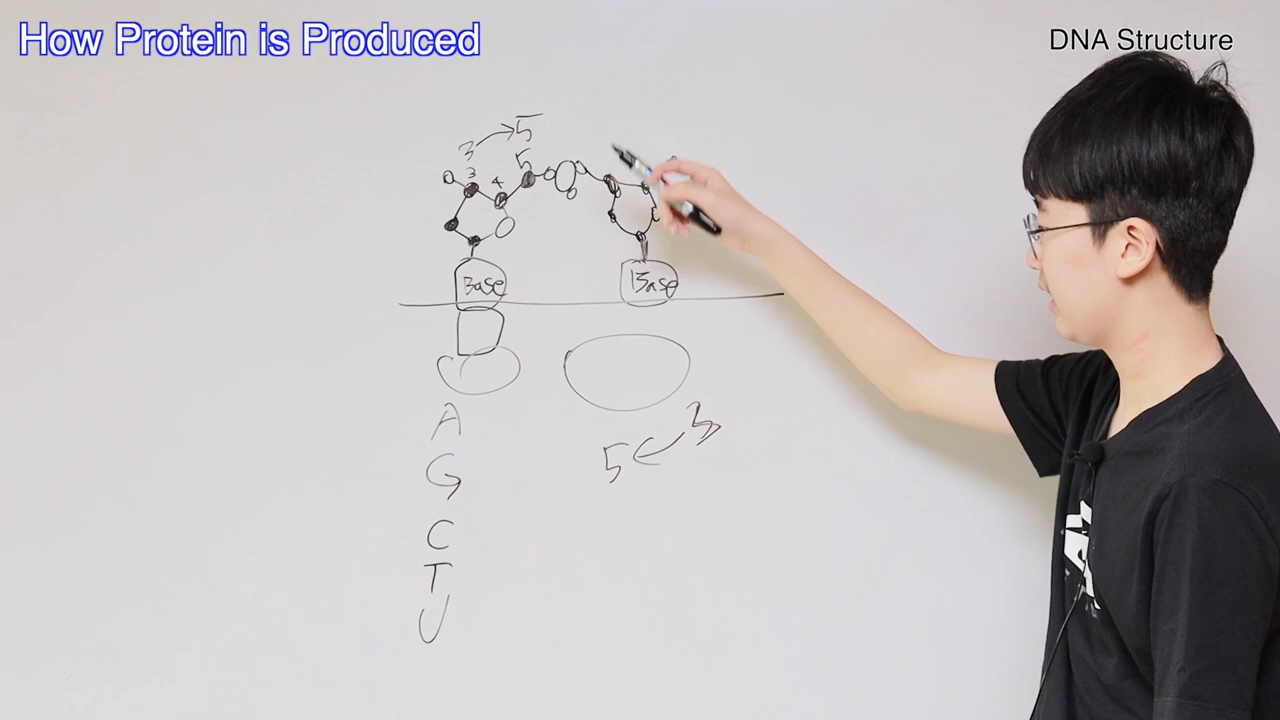 How Protein is Produced
DNA Structure
3 → 5
3 4 5
Base Base
A
G
C
T
U
5 ← 3